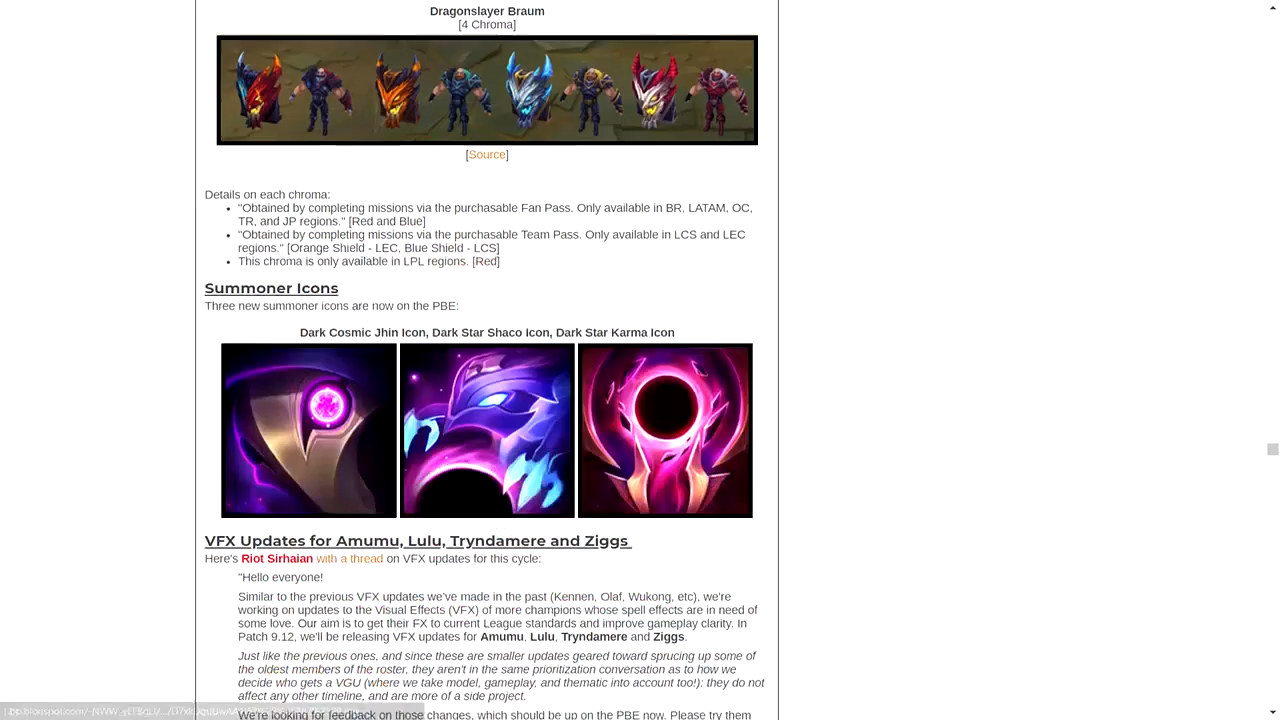 Dragonslayer Braum
[4 Chroma]
[Source]
Details on each chroma:
• "Obtained by completing missions via the purchasable Fan Pass. Only available in BR, LATAM, OC,
TR, and JP regions." [Red and Blue]
• "Obtained by completing missions via the purchasable Team Pass. Only available in LCS and LEC
regions." [Orange Shield - LEC, Blue Shield - LCS]
• This chroma is only available in LPL regions. [Red]
Summoner Icons
Three new summoner icons are now on the PBE:
Dark Cosmic Jhin Icon, Dark Star Shaco Icon, Dark Star Karma Icon
VFX Updates for Amumu, Lulu, Tryndamere and Ziggs
Here's Riot Sirhaian with a thread on VFX updates for this cycle:
"Hello everyone!
Similar to the previous VFX updates we've made in the past (Kennen, Olaf, Wukong, etc), we're
working on updates to the Visual Effects (VFX) of more champions whose spell effects are in need of
some love. Our aim is to get their FX to current League standards and improve gameplay clarity. In
Patch 9.12, we'll be releasing VFX updates for Amumu, Lulu, Tryndamere and Ziggs.
Just like the previous ones, and since these are smaller updates geared toward sprucing up some of
the oldest members of the roster, they aren't in the same prioritization conversation as to how we
decide who gets a VGU (where we take model, gameplay, and thematic into account too!): they do not
affect any other timeline, and are more of a side project.
We're looking for feedback on those changes, which should be up on the PBE now. Please try them